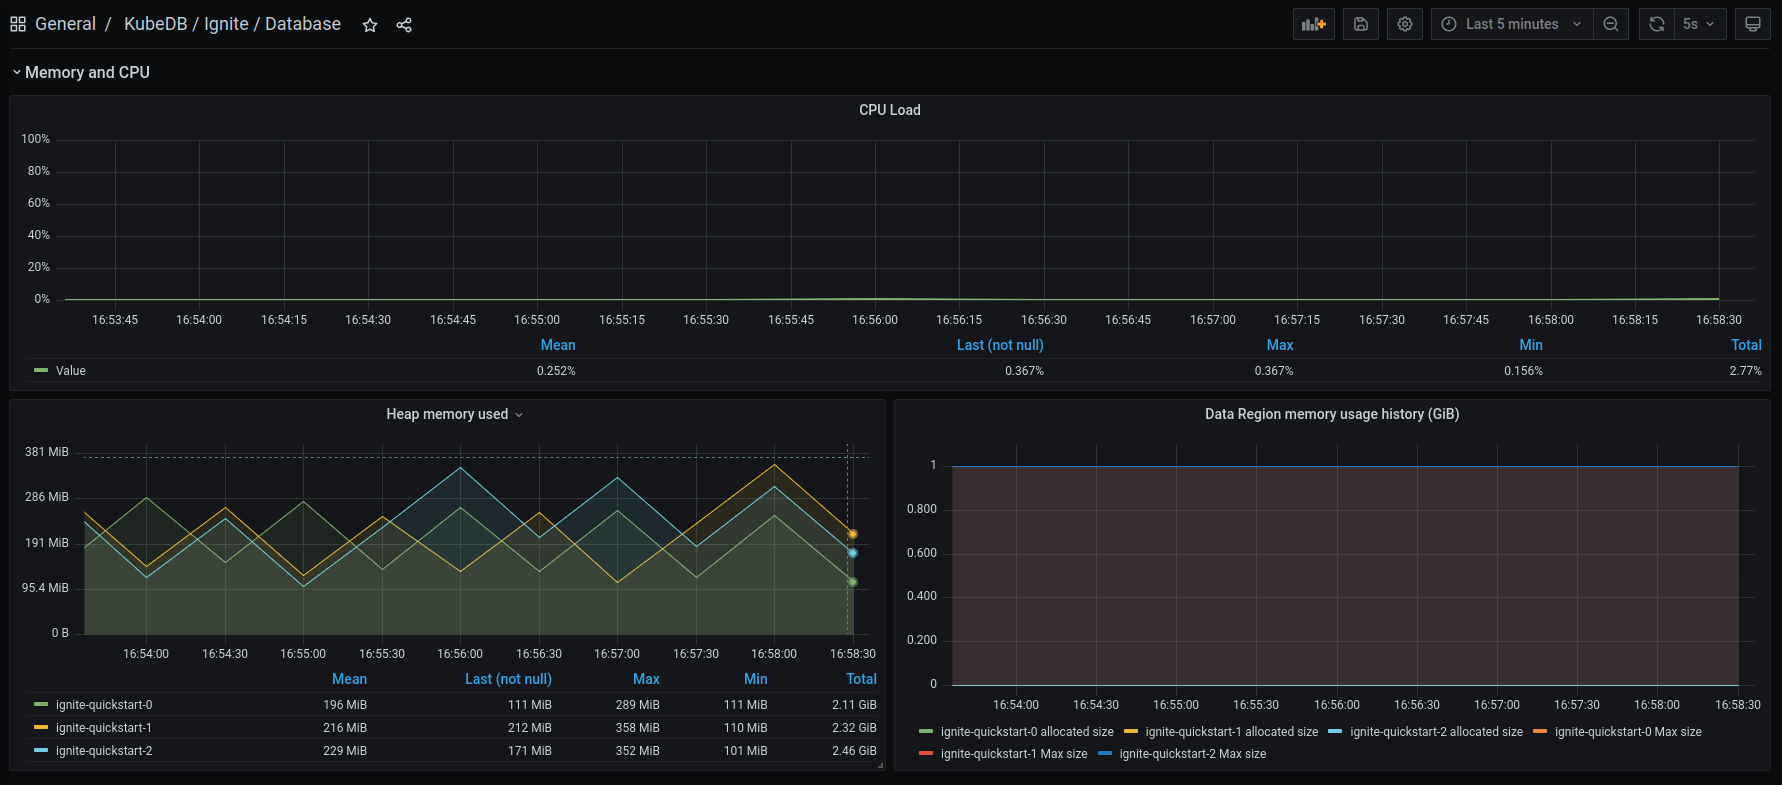 General / KubeDB / Ignite / Database Last 5 minutes 5s
Memory and CPU
CPU Load
100%
80%
60%
40%
20%
0%
16:53:45 16:54:00 16:54:15 16:54:30 16:54:45 16:55:00 16:55:15 16:55:30 16:55:45 16:56:00 16:56:15 16:56:30 16:56:45 16:57:00 16:57:15 16:57:30 16:57:45 16:58:00 16:58:15 16:58:30
Mean Last (not null) Max Min Total
Value 0.252% 0.367% 0.367% 0.156% 2.77%
Heap memory used
381 MiB
286 MiB
191 MiB
95.4 MiB
0 B
16:54:00 16:54:30 16:55:00 16:55:30 16:56:00 16:56:30 16:57:00 16:57:30 16:58:00 16:58:30
Mean Last (not null) Max Min Total
ignite-quickstart-0 196 MiB 111 MiB 289 MiB 111 MiB 2.11 GiB
ignite-quickstart-1 216 MiB 212 MiB 358 MiB 110 MiB 2.32 GiB
ignite-quickstart-2 229 MiB 171 MiB 352 MiB 101 MiB 2.46 GiB
Data Region memory usage history (GiB)
1
0.800
0.600
0.400
0.200
0
16:54:00 16:54:30 16:55:00 16:55:30 16:56:00 16:56:30 16:57:00 16:57:30 16:58:00 16:58:30
ignite-quickstart-0 allocated size ignite-quickstart-1 allocated size ignite-quickstart-2 allocated size ignite-quickstart-0 Max size
ignite-quickstart-1 Max size ignite-quickstart-2 Max size